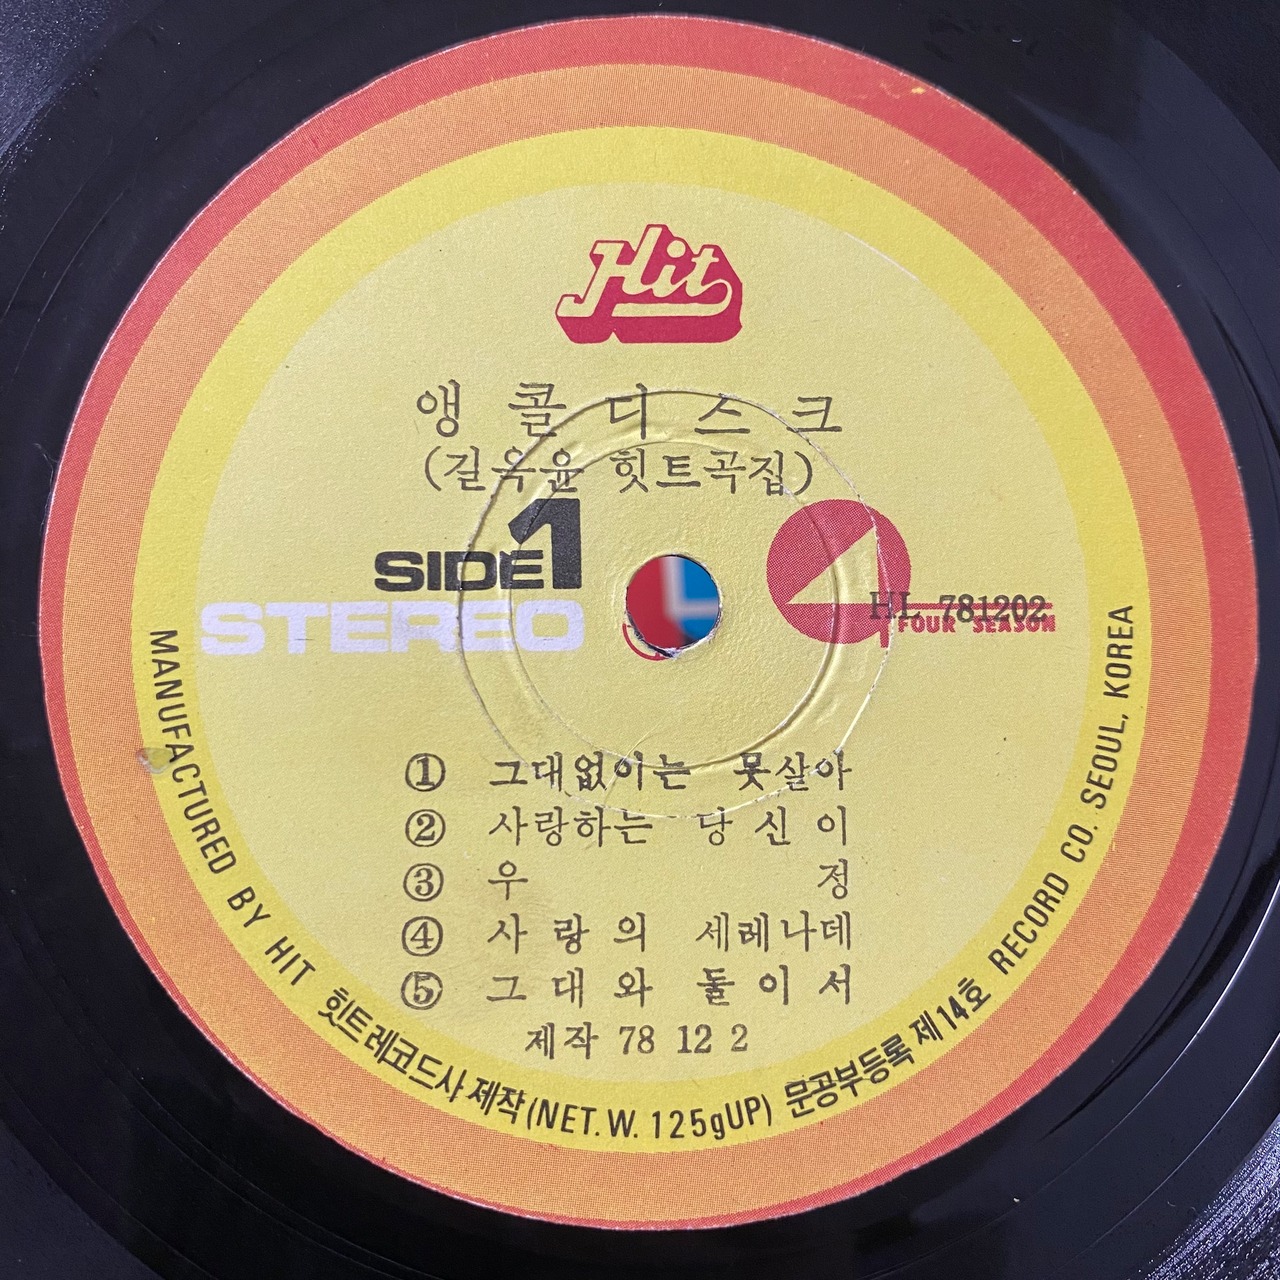 Hit
앵콜디스크
(길옥윤 힛트곡집)
SIDE 1
STEREO
4
HL 781202
FOUR SEASON
① 그대없이는 못살아
② 사랑하는 당신이
③ 우정
④ 사랑의 세레나데
⑤ 그대와 둘이서
제작 78 12 2
MANUFACTURED BY HIT 힛트레코드사 제작 (NET. W. 125gUP) 문공부등록 제14호 RECORD CO. SEOUL, KOREA